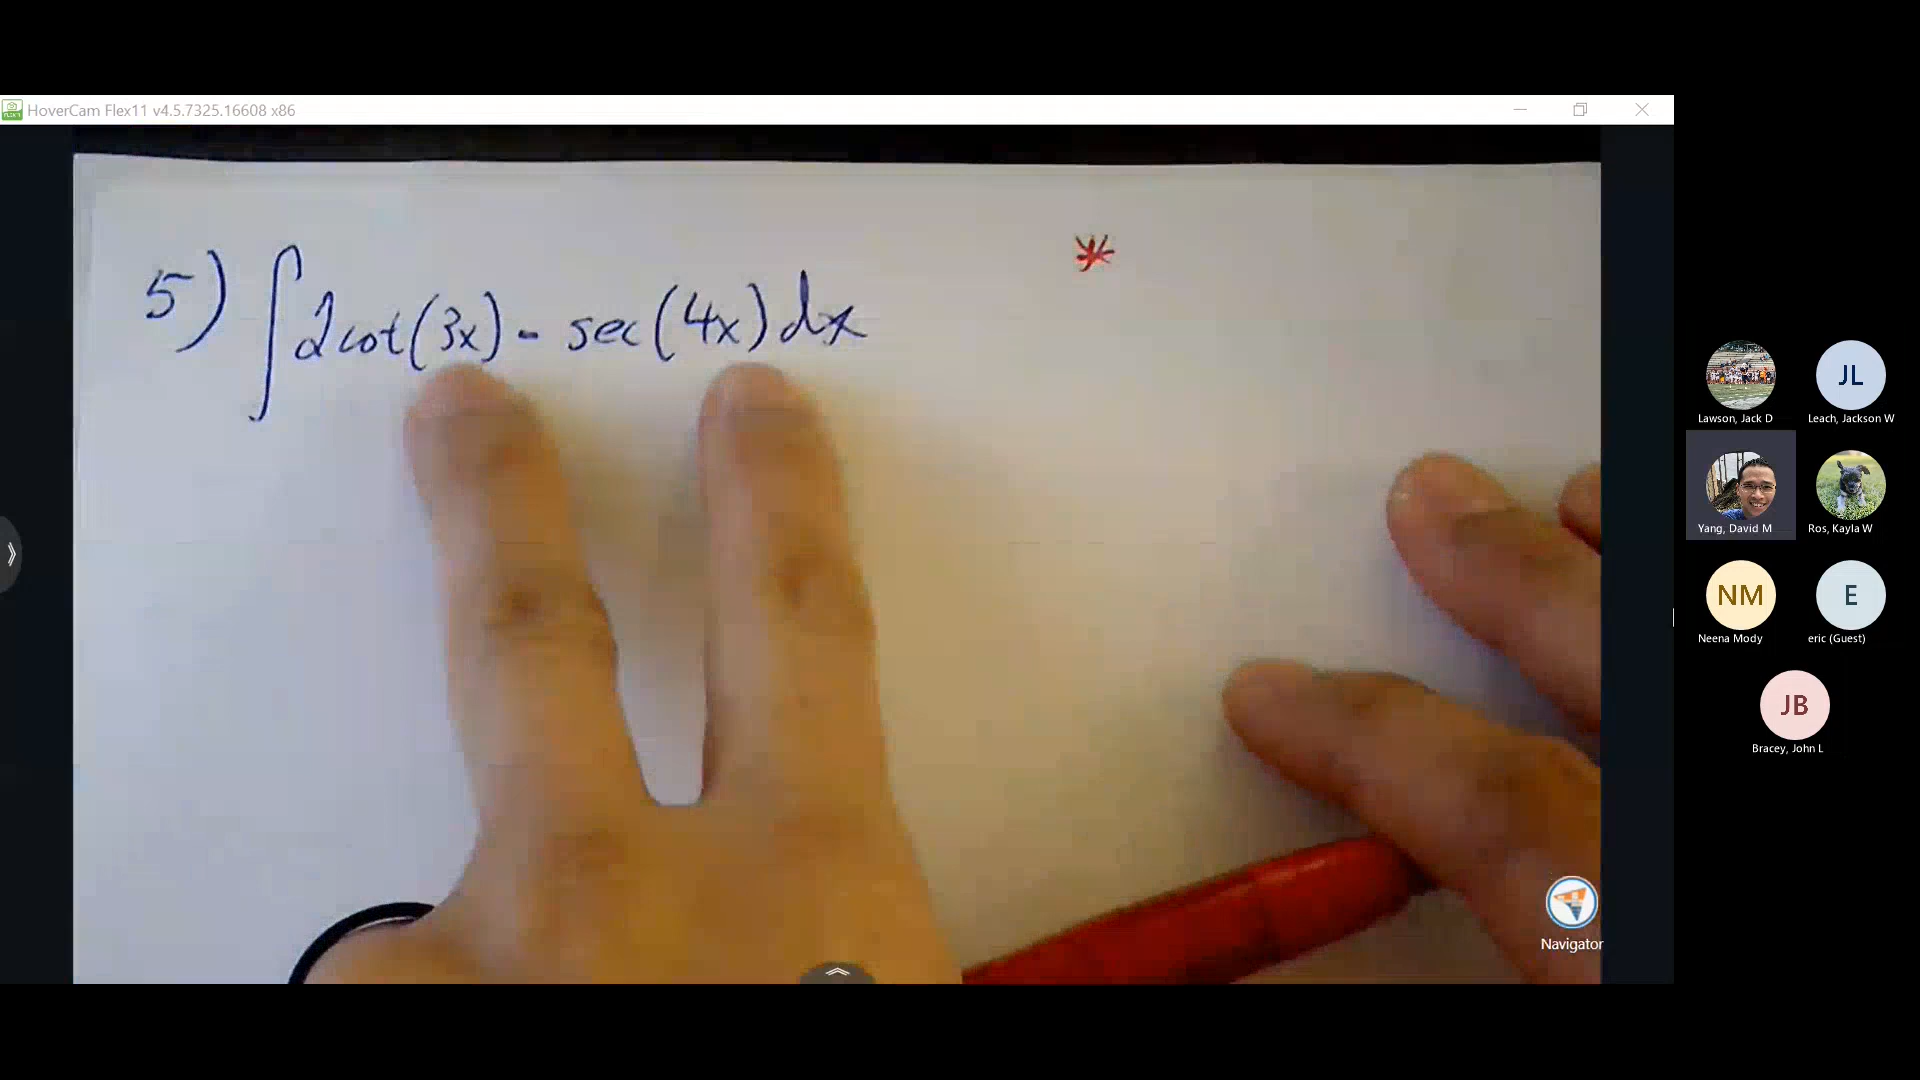 HoverCam Flex11 v4.5.7325.16608 x86
5) ∫2cot(3x) - sec(4x)dx
*
Lawson, Jack D
JL
Leach, Jackson W
Yang, David M
Ros, Kayla W
NM
Neena Mody
E
eric (Guest)
JB
Bracey, John L
Navigator